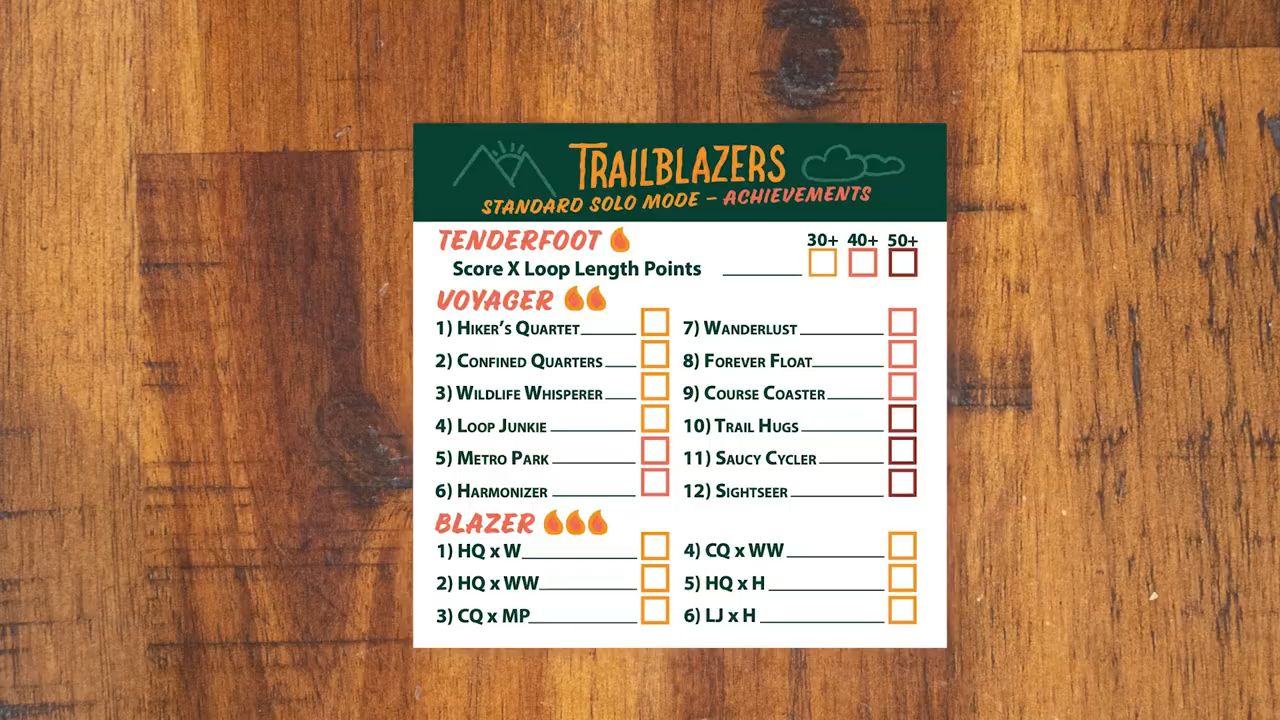 TRAILBLAZERS
STANDARD SOLO MODE – ACHIEVEMENTS
TENDERFOOT 30+ 40+ 50+
Score X Loop Length Points
VOYAGER
1) HIKER'S QUARTET
2) CONFINED QUARTERS
3) WILDLIFE WHISPERER
4) LOOP JUNKIE
5) METRO PARK
6) HARMONIZER
7) WANDERLUST
8) FOREVER FLOAT
9) COURSE COASTER
10) TRAIL HUGS
11) SAUCY CYCLER
12) SIGHTSEER
BLAZER
1) HQ x W
2) HQ x WW
3) CQ x MP
4) CQ x WW
5) HQ x H
6) LJ x H